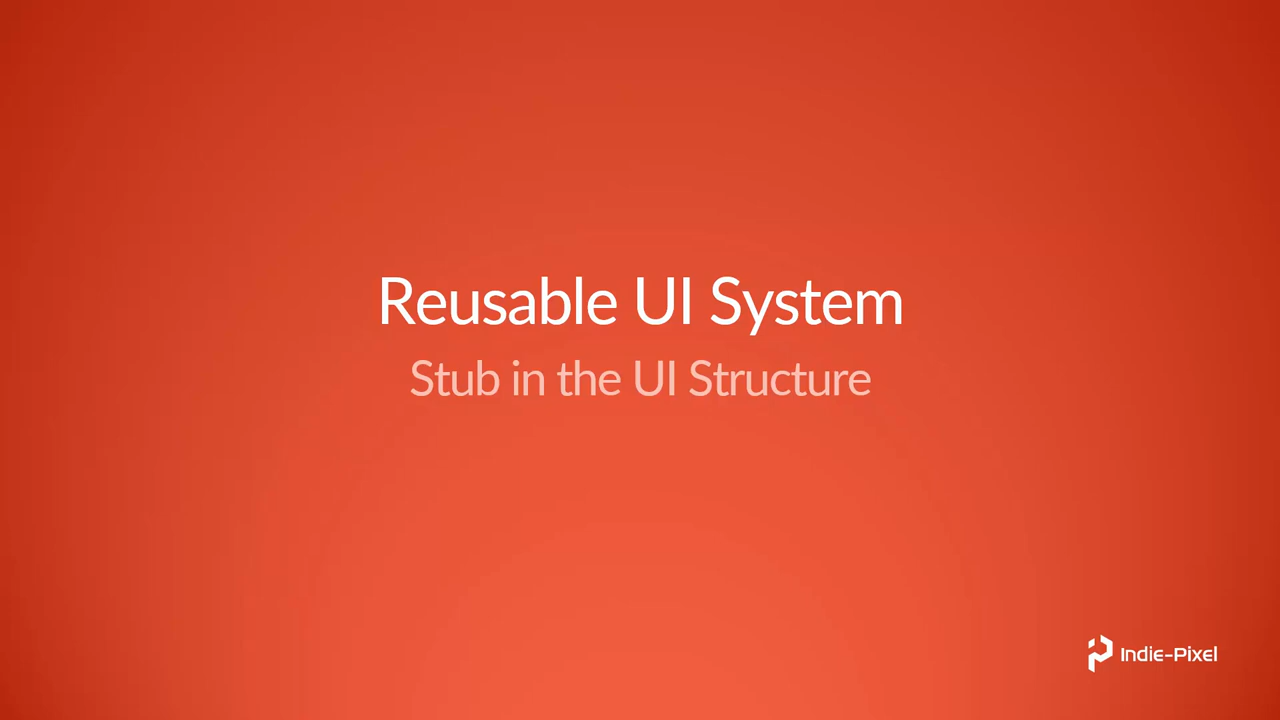 Reusable UI System
Stub in the UI Structure
Indie-Pixel